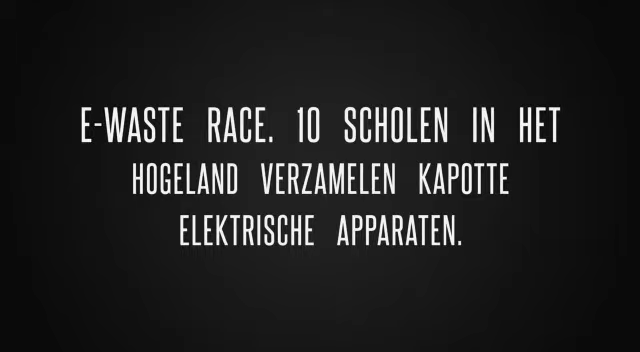 E-WASTE RACE. 10 SCHOLEN IN HET
HOGELAND VERZAMELEN KAPOTTE
ELEKTRISCHE APPARATEN.